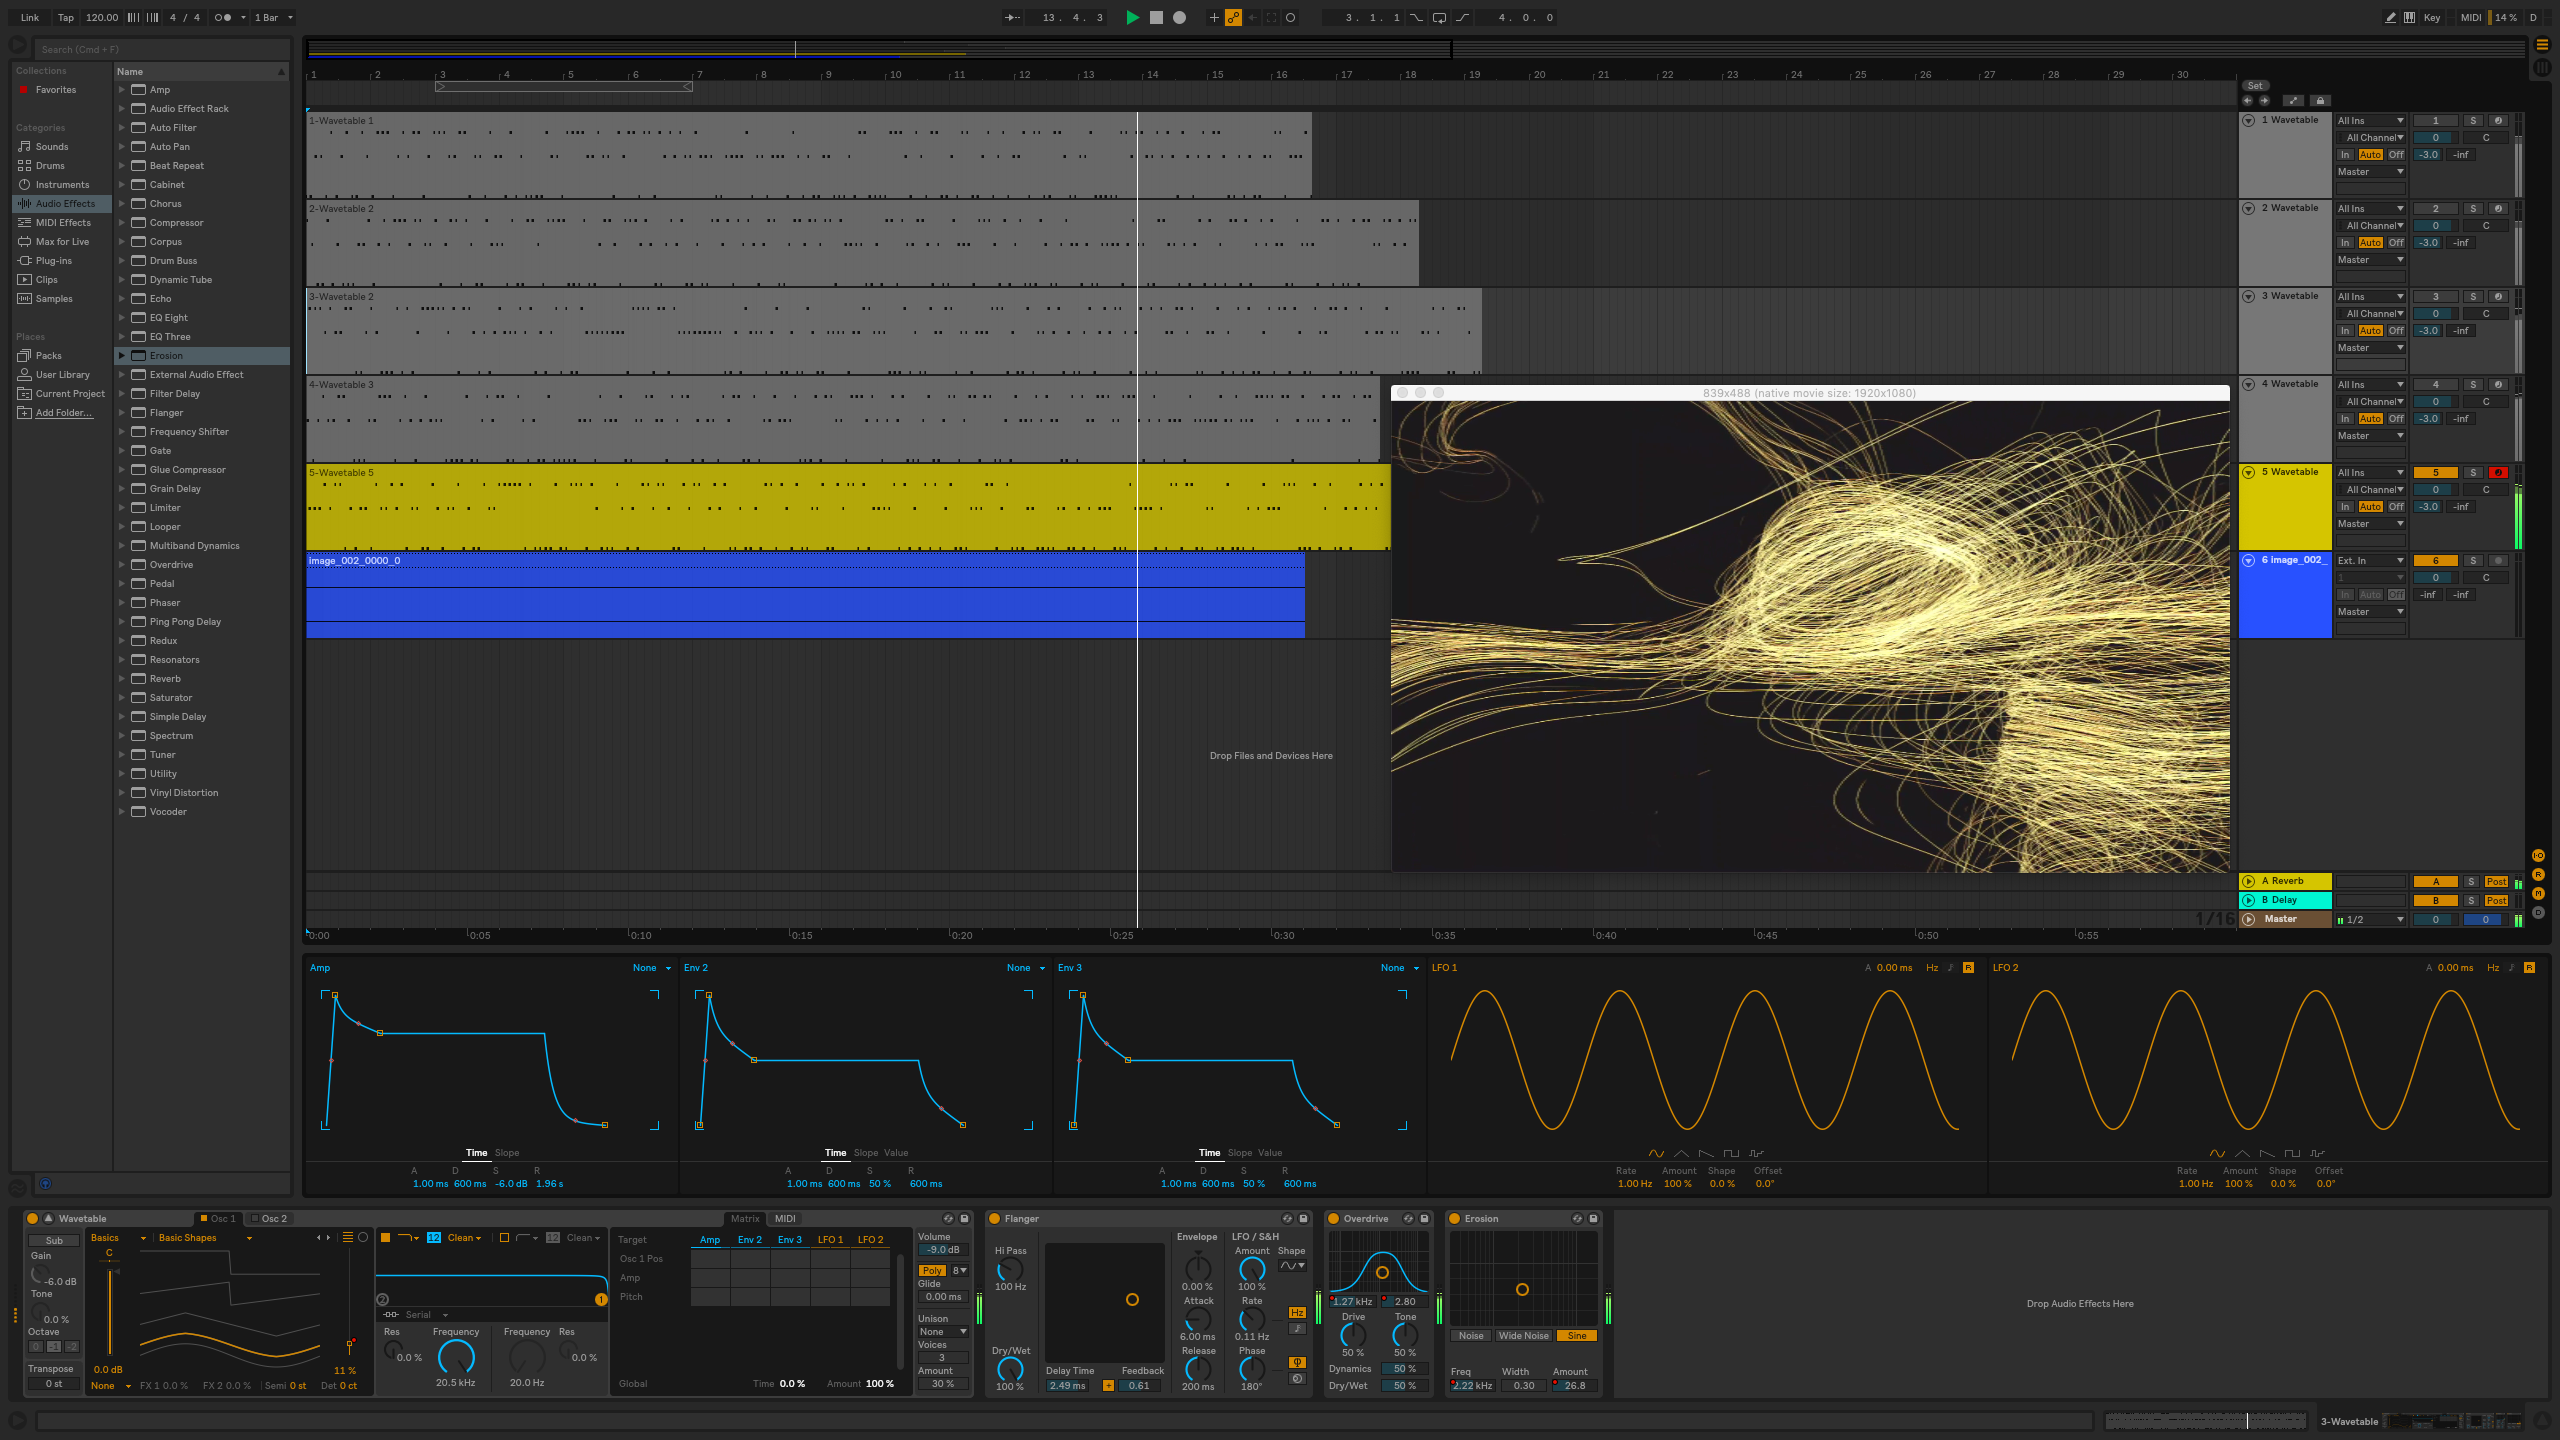 Link Tap 120.00 4 / 4 1 Bar 13. 4. 3 3. 1. 1 4. 0. 0 Key MIDI 14 % D
Search (Cmd + F)
Collections
Favorites
Categories
Sounds
Drums
Instruments
Audio Effects
MIDI Effects
Max for Live
Plug-ins
Clips
Samples
Places
Packs
User Library
Current Project
Add Folder...
Name
Amp
Audio Effect Rack
Auto Filter
Auto Pan
Beat Repeat
Cabinet
Chorus
Compressor
Corpus
Drum Buss
Dynamic Tube
Echo
EQ Eight
EQ Three
Erosion
External Audio Effect
Filter Delay
Flanger
Frequency Shifter
Gate
Glue Compressor
Grain Delay
Limiter
Looper
Multiband Dynamics
Overdrive
Pedal
Phaser
Ping Pong Delay
Redux
Resonators
Reverb
Saturator
Simple Delay
Spectrum
Tuner
Utility
Vinyl Distortion
Vocoder
1 2 3 4 5 6 7 8 9 10 11 12 13 14 15 16 17 18 19 20 21 22 23 24 25 26 27 28 29 30
Set
1-Wavetable 1
2-Wavetable 2
3-Wavetable 2
4-Wavetable 3
5-Wavetable 5
image_002_0000_0
839x488 (native movie size: 1920x1080)
Drop Files and Devices Here
1 Wavetable All Ins 1 S
All Channel 0 C
In Auto Off -3.0 -inf
Master
2 Wavetable All Ins 2 S
All Channel 0 C
In Auto Off -3.0 -inf
Master
3 Wavetable All Ins 3 S
All Channel 0 C
In Auto Off -3.0 -inf
Master
4 Wavetable All Ins 4 S
All Channel 0 C
In Auto Off -3.0 -inf
Master
5 Wavetable All Ins 5 S
All Channel 0 C
In Auto Off -3.0 -inf
Master
6 image_002_ Ext. In 6 S
1 0 C
In Auto Off -inf -inf
Master
A Reverb A S Post
B Delay B S Post
1/16 Master 1/2 0 0
0:00 0:05 0:10 0:15 0:20 0:25 0:30 0:35 0:40 0:45 0:50 0:55
Amp None
Time Slope
A D S R
1.00 ms 600 ms -6.0 dB 1.96 s
Env 2 None
Time Slope Value
A D S R
1.00 ms 600 ms 50 % 600 ms
Env 3 None
Time Slope Value
A D S R
1.00 ms 600 ms 50 % 600 ms
LFO 1 A 0.00 ms Hz R
Rate Amount Shape Offset
1.00 Hz 100 % 0.0 % 0.0°
LFO 2 A 0.00 ms Hz R
Rate Amount Shape Offset
1.00 Hz 100 % 0.0 % 0.0°
Wavetable Osc 1 Osc 2
Sub
Gain
-6.0 dB
Tone
0.0 %
Octave
0 -1 -2
Transpose
0 st
Basics Basic Shapes
C
0.0 dB 11 %
None FX 1 0.0 % FX 2 0.0 % Semi 0 st Det 0 ct
12 Clean 12 Clean
2 1
Serial
Res Frequency Frequency Res
0.0 % 0.0 %
20.5 kHz 20.0 Hz
Matrix MIDI
Target Amp Env 2 Env 3 LFO 1 LFO 2
Osc 1 Pos
Amp
Pitch
Global Time 0.0 % Amount 100 %
Volume
-9.0 dB
Poly 8
Glide
0.00 ms
Unison
None
Voices
3
Amount
30 %
Flanger
Hi Pass
100 Hz
Dry/Wet
100 %
Delay Time Feedback
2.49 ms + 0.61
Envelope
0.00 %
Attack
6.00 ms
Release
200 ms
LFO / S&H
Amount Shape
100 %
Rate Hz
0.11 Hz
Phase
180°
Overdrive
1.27 kHz 2.80
Drive Tone
50 % 50 %
Dynamics 50 %
Dry/Wet 50 %
Erosion
Noise Wide Noise Sine
Freq Width Amount
2.22 kHz 0.30 26.8
Drop Audio Effects Here
3-Wavetable